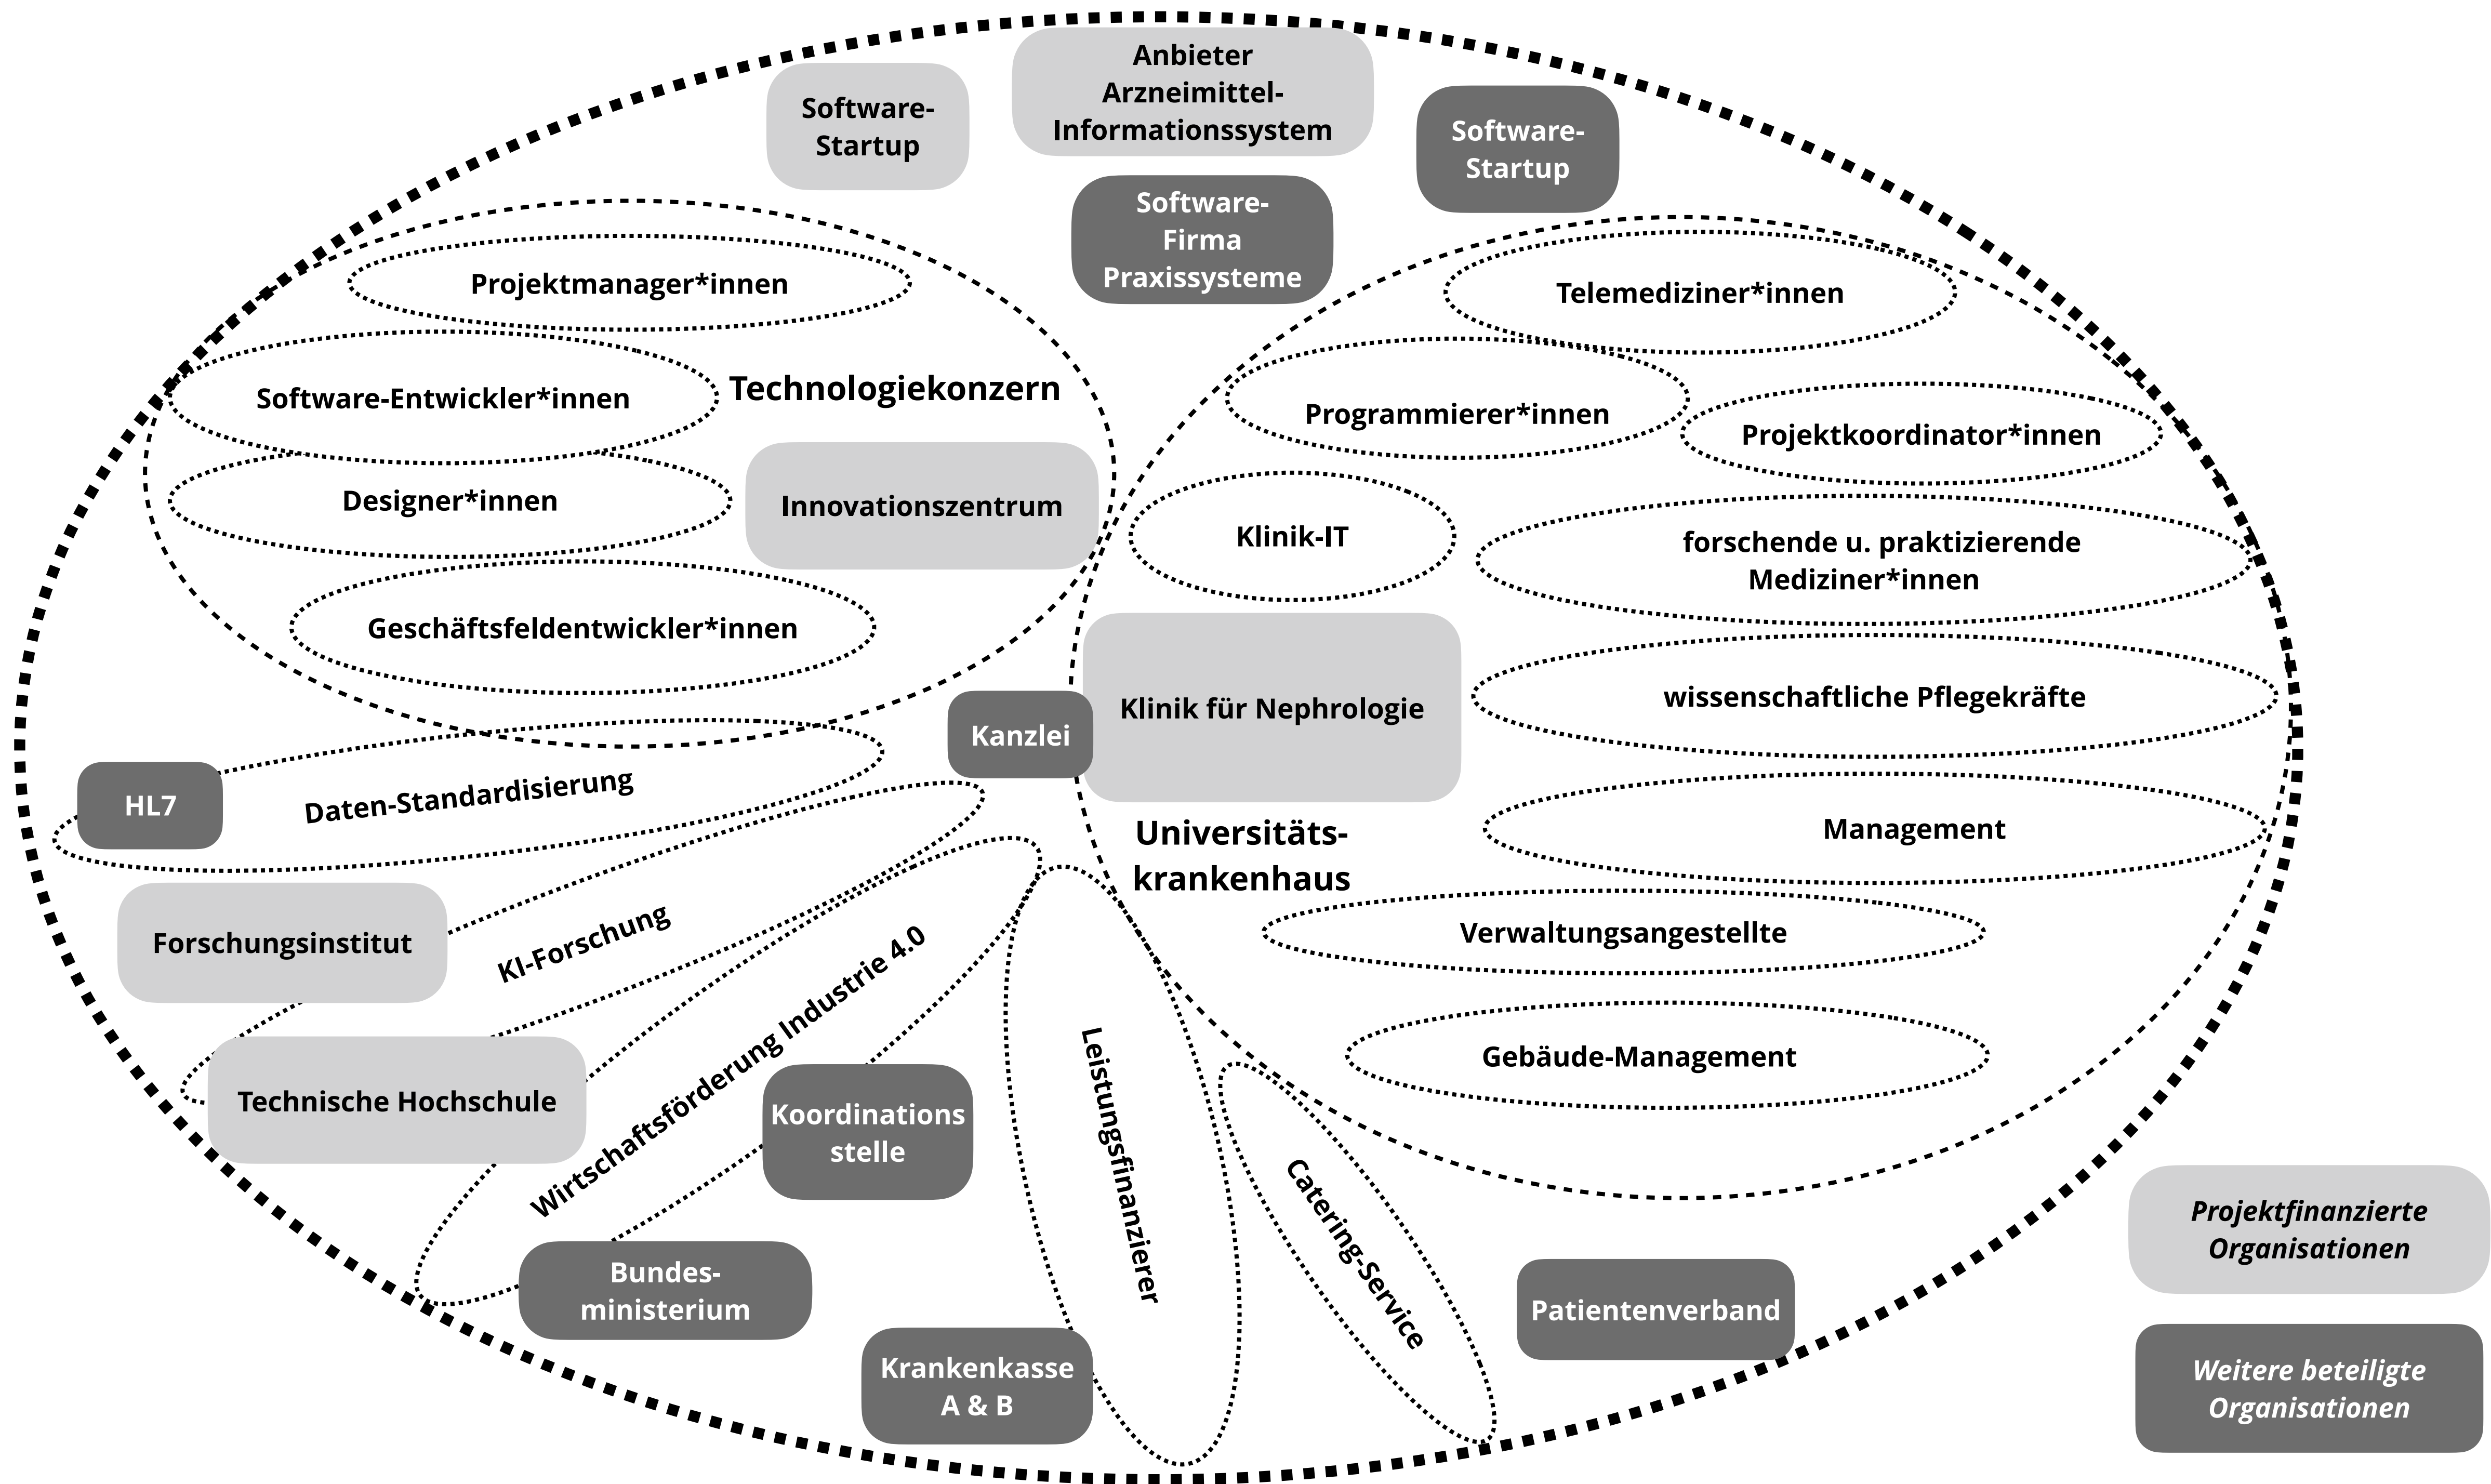 Anbieter
Arzneimittel-
Informationssystem
Software-
Startup
Software-
Startup
Software-
Firma
Praxissysteme
Projektmanager*innen
Telemediziner*innen
Technologiekonzern
Software-Entwickler*innen
Programmierer*innen
Projektkoordinator*innen
Designer*innen
Innovationszentrum
Klinik-IT
forschende u. praktizierende
Mediziner*innen
Geschäftsfeldentwickler*innen
Klinik für Nephrologie
wissenschaftliche Pflegekräfte
Kanzlei
HL7
Daten-Standardisierung
Universitäts-
krankenhaus
Management
Forschungsinstitut
KI-Forschung
Verwaltungsangestellte
Wirtschaftsförderung Industrie 4.0
Gebäude-Management
Technische Hochschule
Koordinations
stelle
Leistungsfinanzierer
Catering-Service
Bundes-
ministerium
Patientenverband
Krankenkasse
A & B
Projektfinanzierte
Organisationen
Weitere beteiligte
Organisationen